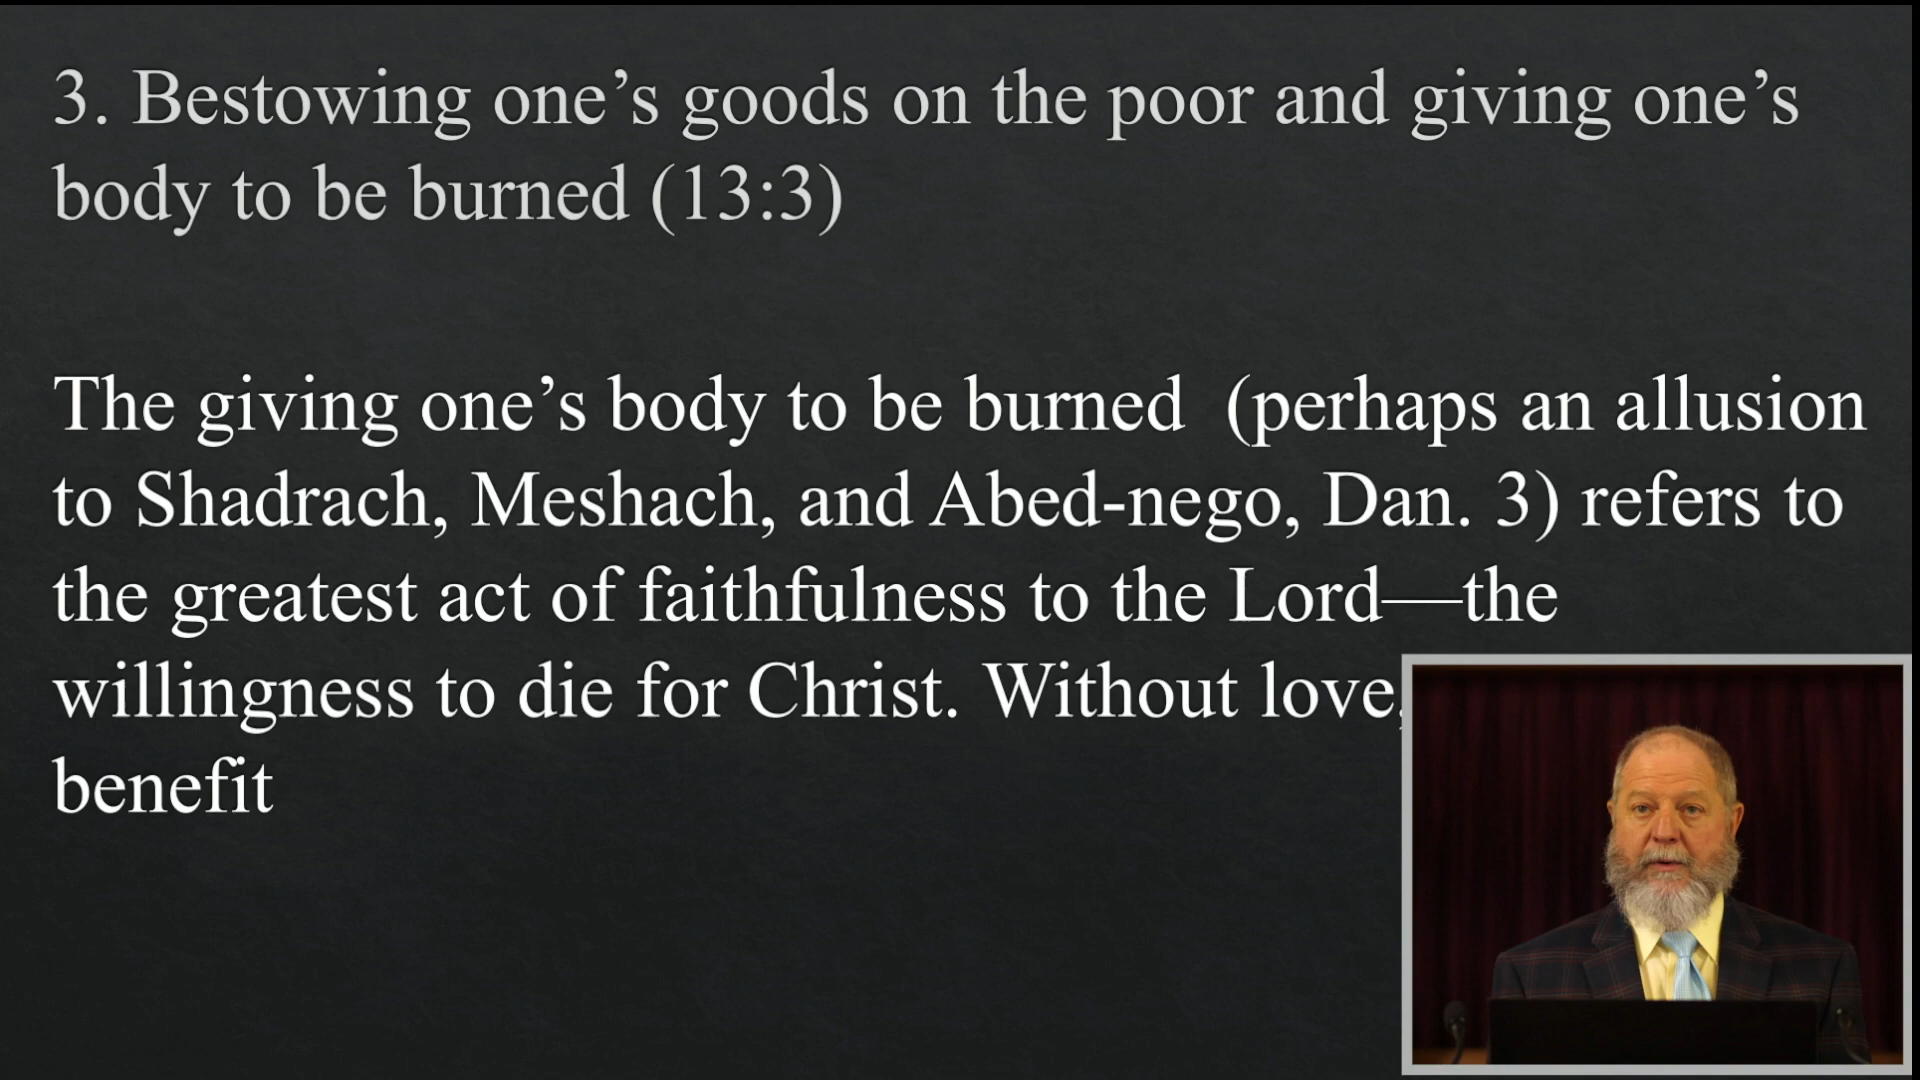 3. Bestowing one’s goods on the poor and giving one’s
body to be burned (13:3)
The giving one’s body to be burned  (perhaps an allusion
to Shadrach, Meshach, and Abed-nego, Dan. 3) refers to
the greatest act of faithfulness to the Lord—the
willingness to die for Christ. Without love,
benefit